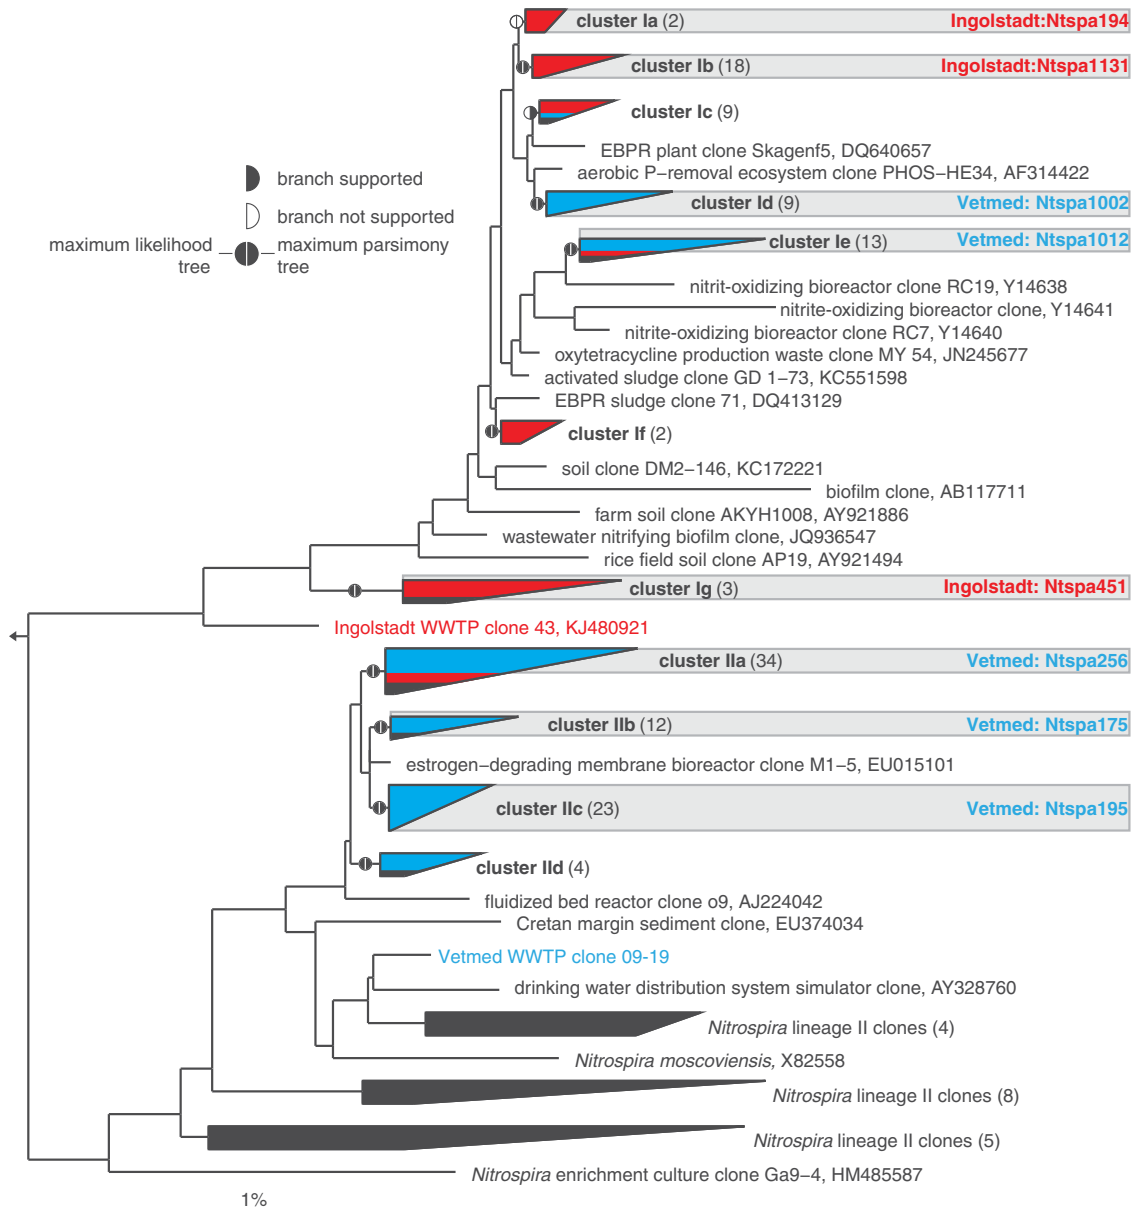 cluster Ia (2) Ingolstadt:Ntspa194
cluster Ib (18) Ingolstadt:Ntspa1131
cluster Ic (9)
EBPR plant clone Skagenf5, DQ640657
aerobic P−removal ecosystem clone PHOS−HE34, AF314422
branch supported
cluster Id (9) Vetmed: Ntspa1002
branch not supported
maximum likelihood tree
maximum parsimony tree
cluster Ie (13) Vetmed: Ntspa1012
nitrit-oxidizing bioreactor clone RC19, Y14638
nitrite-oxidizing bioreactor clone, Y14641
nitrite-oxidizing bioreactor clone RC7, Y14640
oxytetracycline production waste clone MY 54, JN245677
activated sludge clone GD 1−73, KC551598
EBPR sludge clone 71, DQ413129
cluster If (2)
soil clone DM2−146, KC172221
biofilm clone, AB117711
farm soil clone AKYH1008, AY921886
wastewater nitrifying biofilm clone, JQ936547
rice field soil clone AP19, AY921494
cluster Ig (3) Ingolstadt: Ntspa451
Ingolstadt WWTP clone 43, KJ480921
cluster IIa (34) Vetmed: Ntspa256
cluster IIb (12) Vetmed: Ntspa175
estrogen−degrading membrane bioreactor clone M1−5, EU015101
cluster IIc (23) Vetmed: Ntspa195
cluster IId (4)
fluidized bed reactor clone o9, AJ224042
Cretan margin sediment clone, EU374034
Vetmed WWTP clone 09-19
drinking water distribution system simulator clone, AY328760
Nitrospira lineage II clones (4)
Nitrospira moscoviensis, X82558
Nitrospira lineage II clones (8)
Nitrospira lineage II clones (5)
Nitrospira enrichment culture clone Ga9−4, HM485587
1%